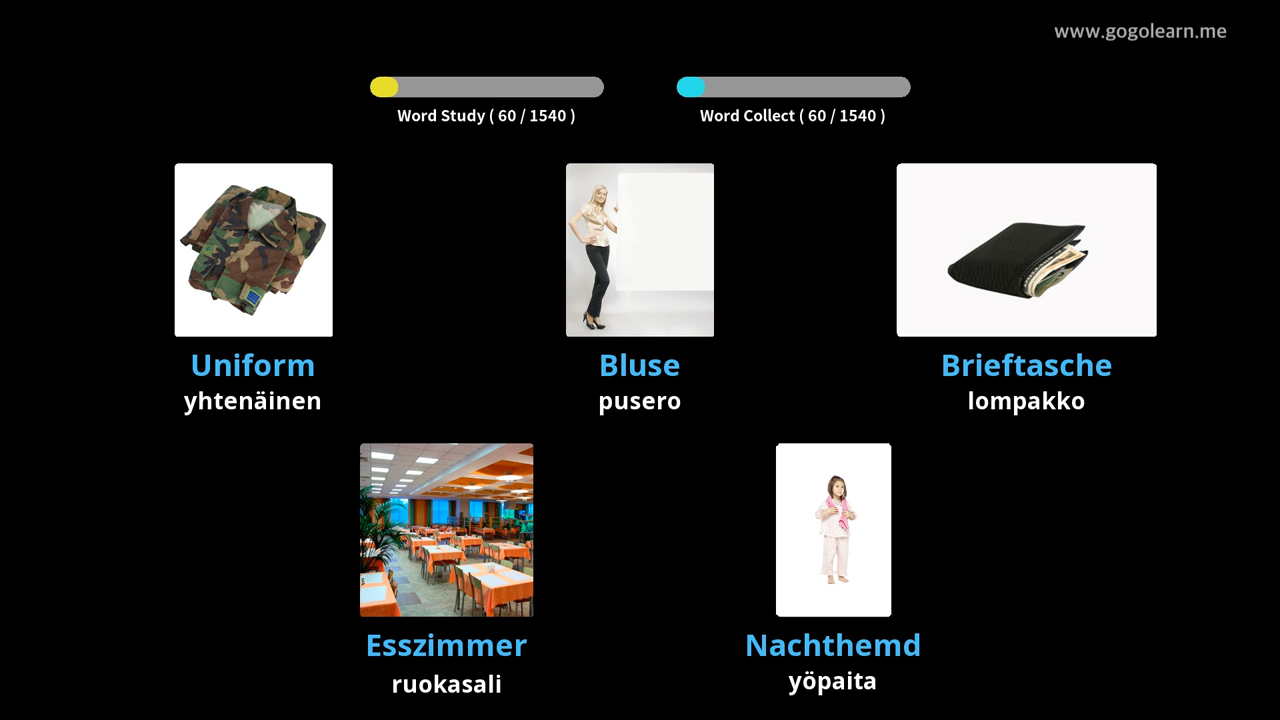 www.gogolearn.me
Word Study ( 60 / 1540 )
Word Collect ( 60 / 1540 )
Uniform
yhtenäinen
Bluse
pusero
Brieftasche
lompakko
Esszimmer
ruokasali
Nachthemd
yöpaita